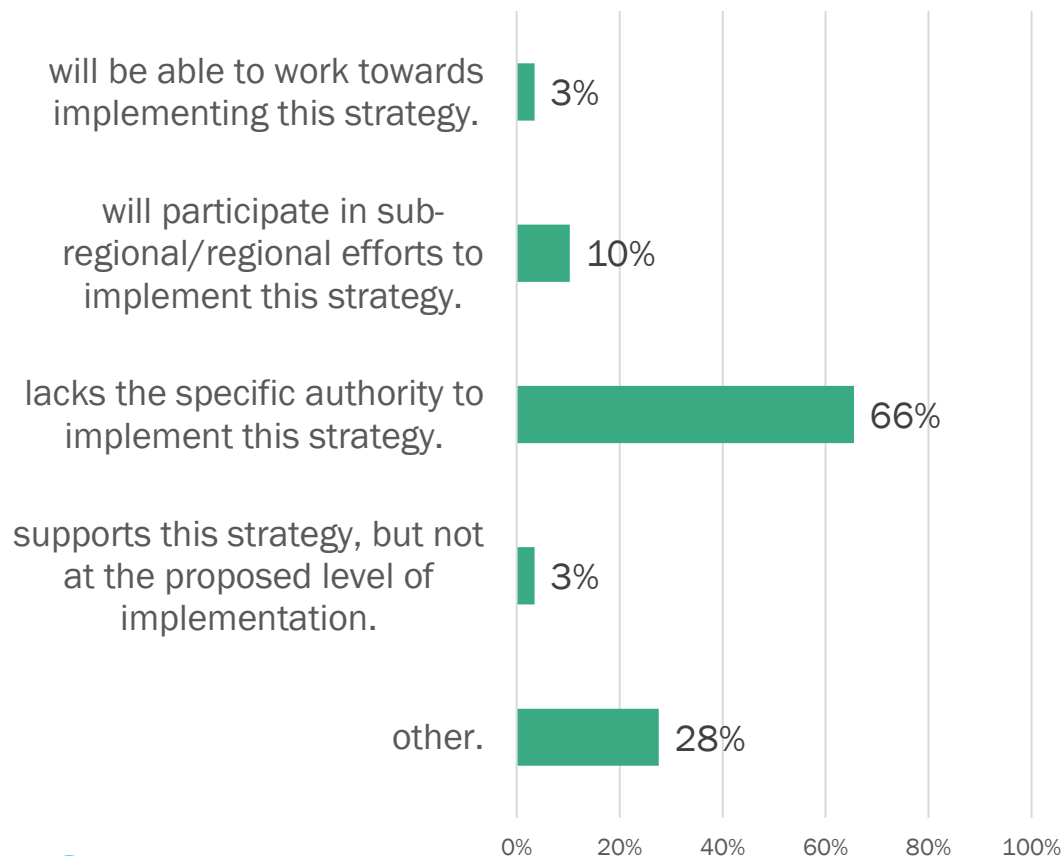 will be able to work towards
implementing this strategy.
3%
will participate in sub-
regional/regional efforts to
implement this strategy.
10%
lacks the specific authority to
implement this strategy.
66%
supports this strategy, but not
at the proposed level of
implementation.
3%
other.
28%
0% 20% 40% 60% 80% 100%